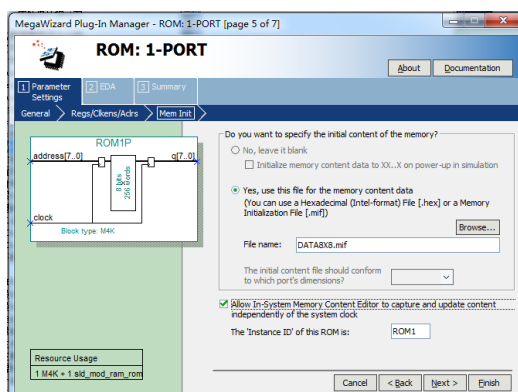 MegaWizard Plug-In Manager - ROM: 1-PORT [page 5 of 7]
ROM: 1-PORT
About
Documentation
1 Parameter Settings
2 EDA
3 Summary
General
Regs/Clkens/Adrs
Mem Init
ROM1P
address[7..0]
q[7..0]
8 bits
256 Words
clock
Block type: M4K
Do you want to specify the initial content of the memory?
No, leave it blank
Initialize memory content data to XX..X on power-up in simulation
Yes, use this file for the memory content data
(You can use a Hexadecimal (Intel-format) File [.hex] or a Memory
Initialization File [.mif])
Browse...
File name:
DATA8X8.mif
The initial content file should conform
to which port's dimensions?
Allow In-System Memory Content Editor to capture and update content
independently of the system clock
The 'Instance ID' of this ROM is:
ROM1
Resource Usage
1 M4K + 1 sld_mod_ram_rom
Cancel
< Back
Next >
Finish